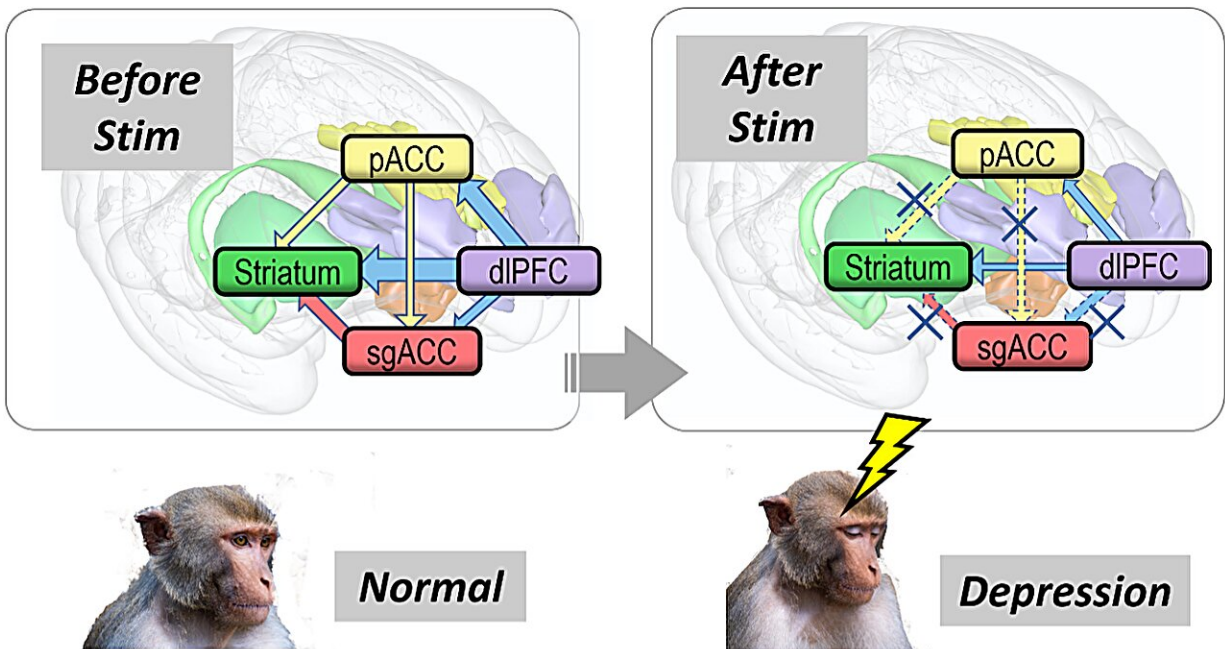 Before
Stim
pACC
Striatum
dlPFC
sgACC
After
Stim
pACC
Striatum
dlPFC
sgACC
Normal
Depression